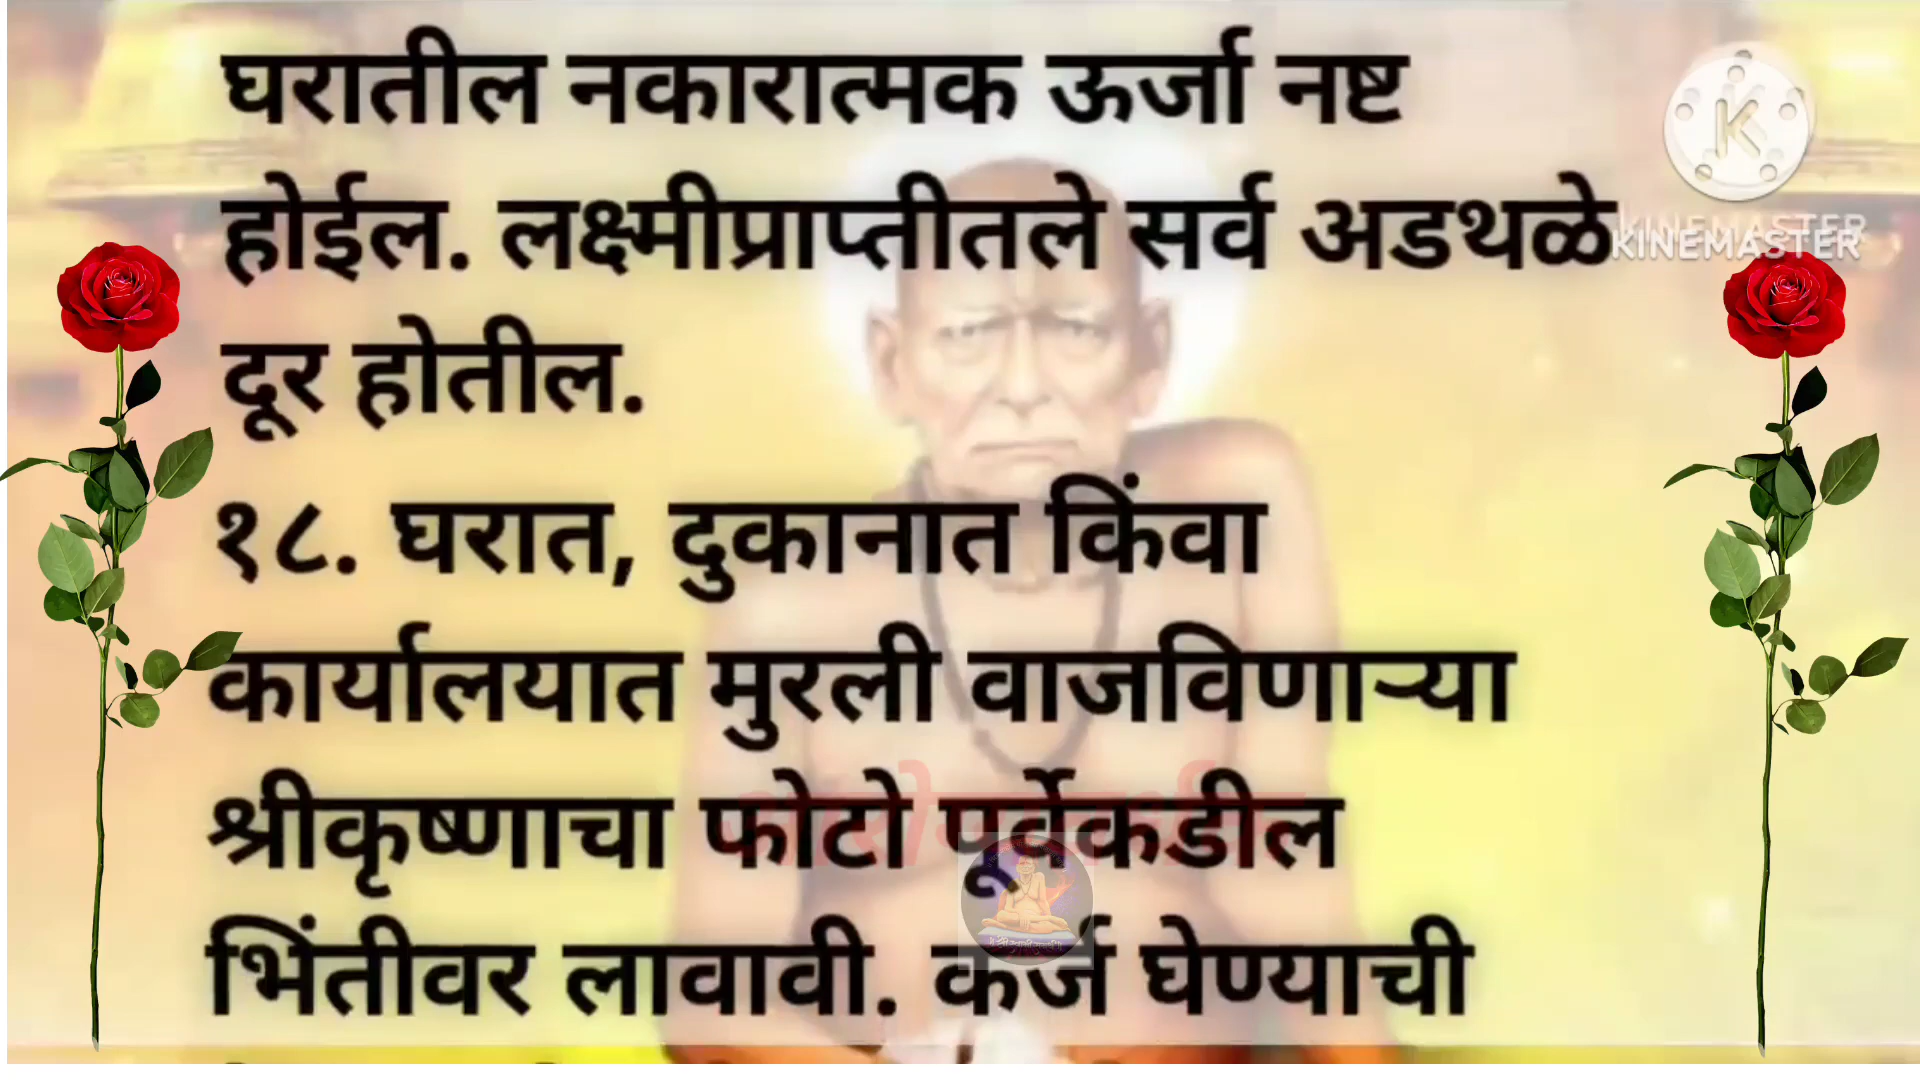 घरातील नकारात्मक ऊर्जा नष्ट
होईल. लक्ष्मीप्राप्तीतले सर्व अडथळे
KINEMASTER
दूर होतील.
१८. घरात, दुकानात किंवा
कार्यालयात मुरली वाजविणाऱ्या
श्रीकृष्णाचा फोटो पूर्वेकडील
भिंतीवर लावावी. कर्ज घेण्याची